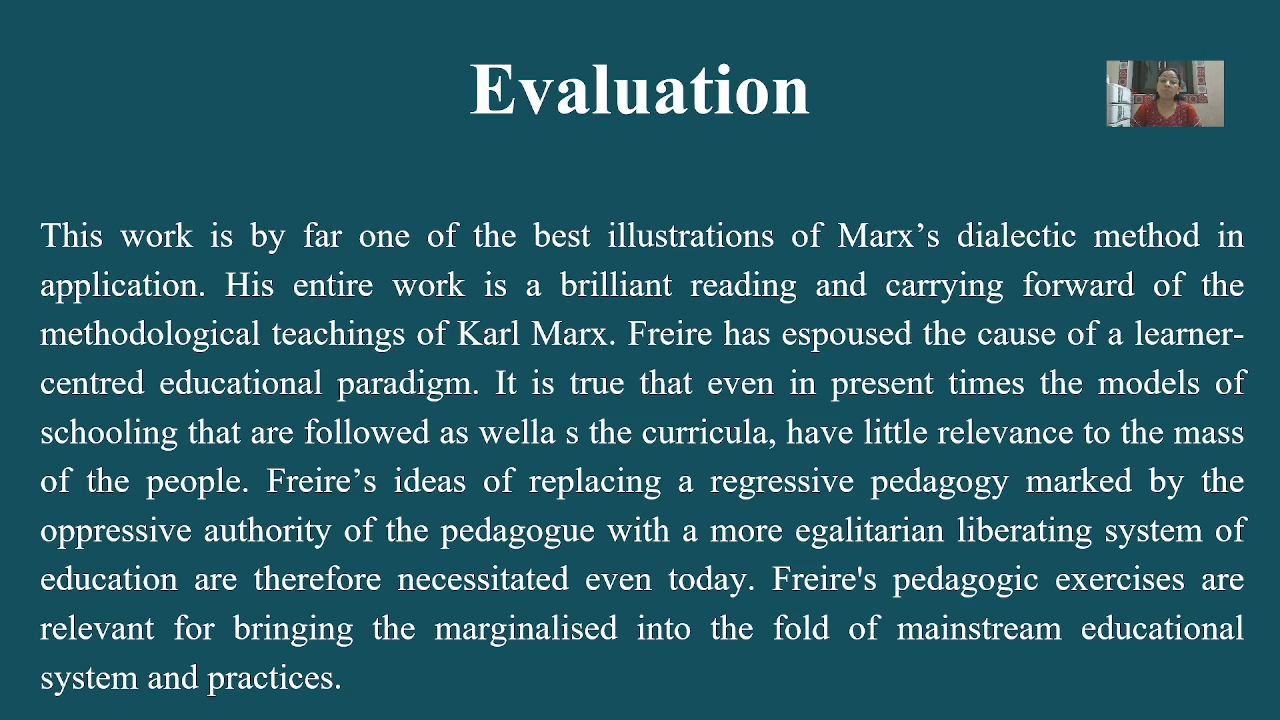 Evaluation
This work is by far one of the best illustrations of Marx’s dialectic method in
application. His entire work is a brilliant reading and carrying forward of the
methodological teachings of Karl Marx. Freire has espoused the cause of a learner-
centred educational paradigm. It is true that even in present times the models of
schooling that are followed as wella s the curricula, have little relevance to the mass
of the people. Freire’s ideas of replacing a regressive pedagogy marked by the
oppressive authority of the pedagogue with a more egalitarian liberating system of
education are therefore necessitated even today. Freire's pedagogic exercises are
relevant for bringing the marginalised into the fold of mainstream educational
system and practices.